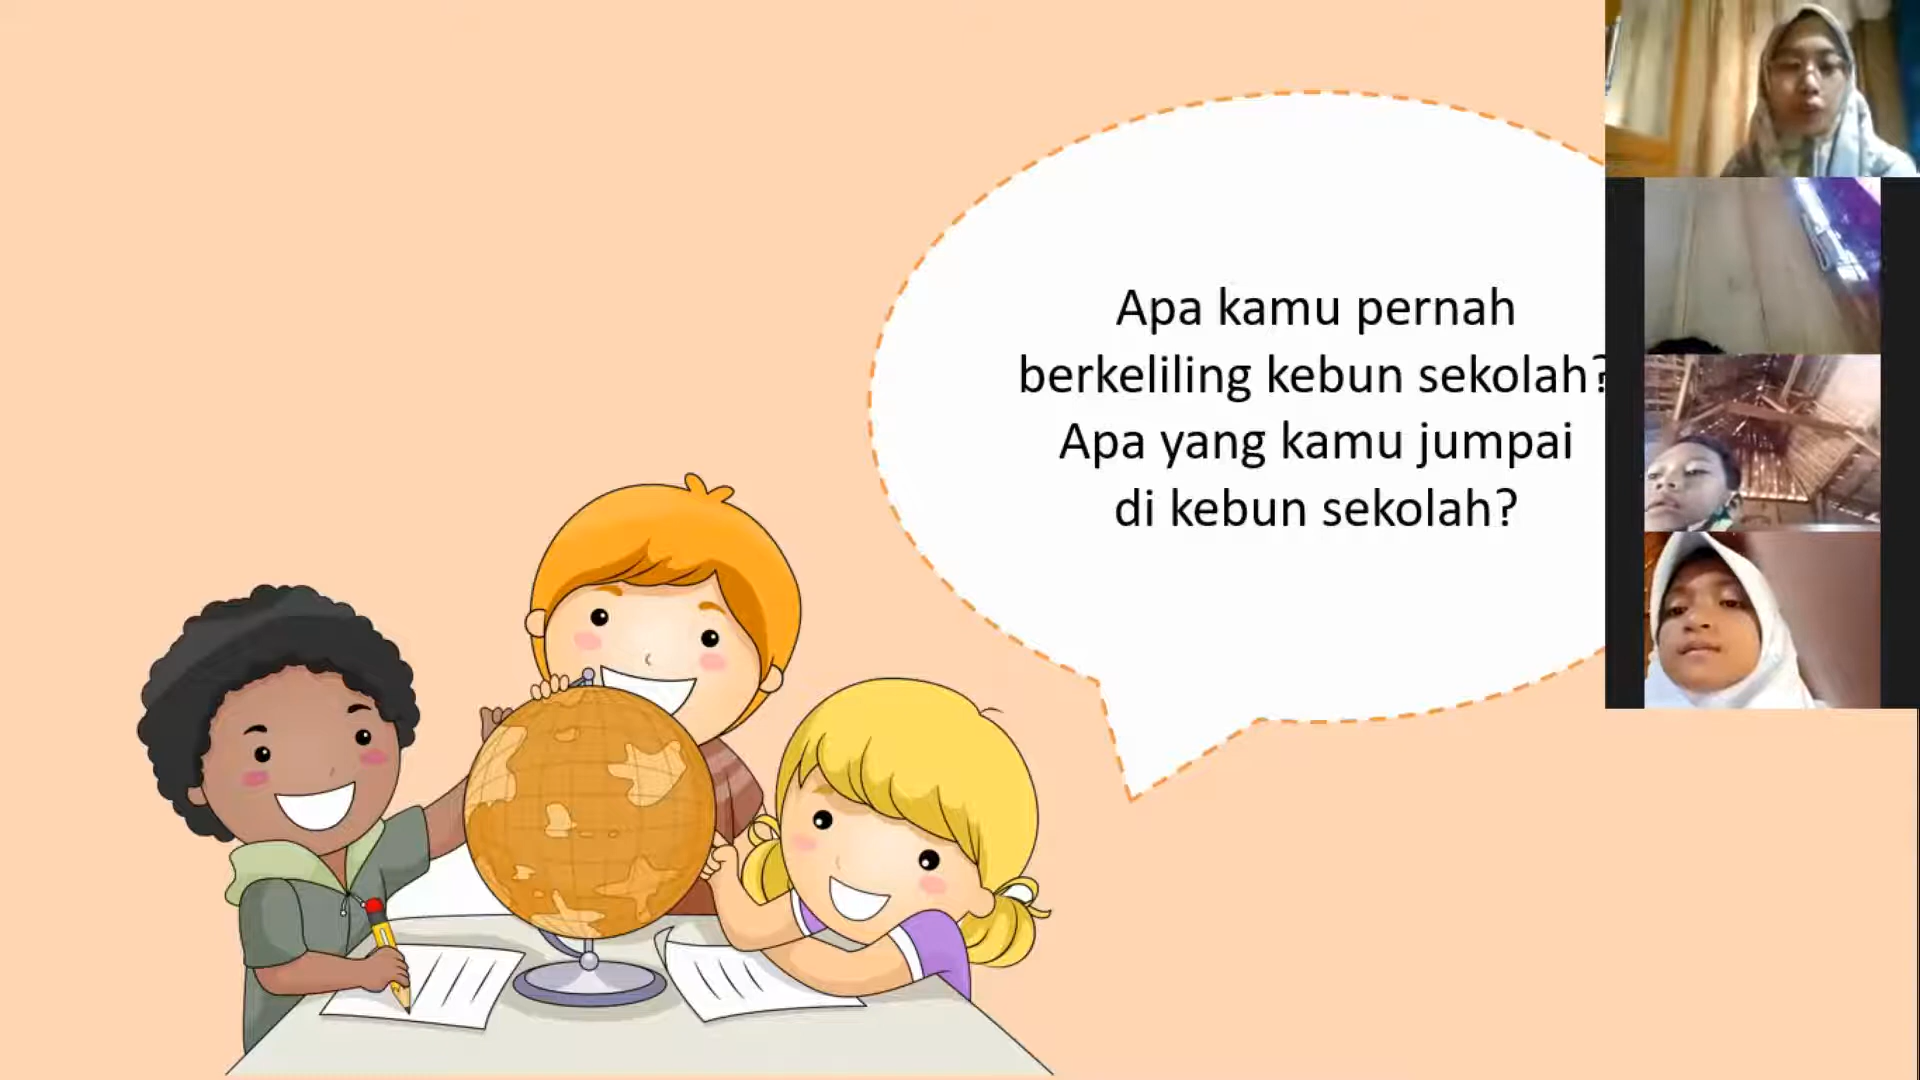 Apa kamu pernah
berkeliling kebun sekolah?
Apa yang kamu jumpai
di kebun sekolah?